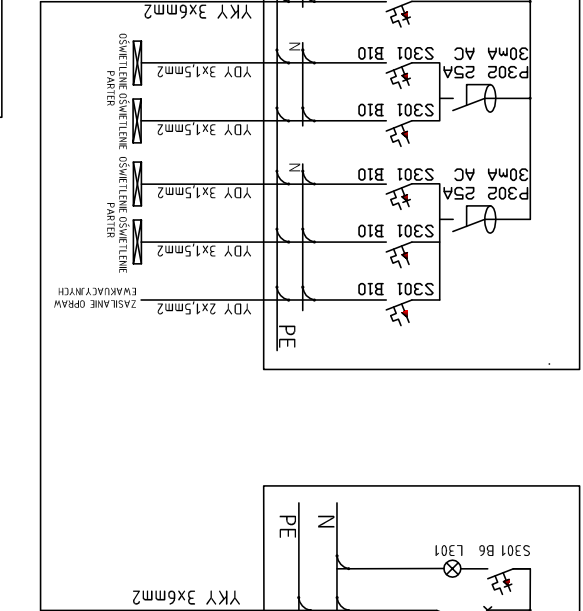 YKY 3x6mm2
OŚWIETLENIE OŚWIETLENIE
PARTER
YDY 3x1,5mm2
N
S301 B10
P302 25A
30mA AC
YDY 3x1,5mm2
S301 B10
OŚWIETLENIE OŚWIETLENIE
PARTER
YDY 3x1,5mm2
N
S301 B10
P302 25A
30mA AC
YDY 3x1,5mm2
S301 B10
ZASILANIE OPRAW
EWAKUACYJNYCH
YDY 2x1,5mm2
S301 B10
PE
PE
N
S301 B6
L301
YKY 3x6mm2